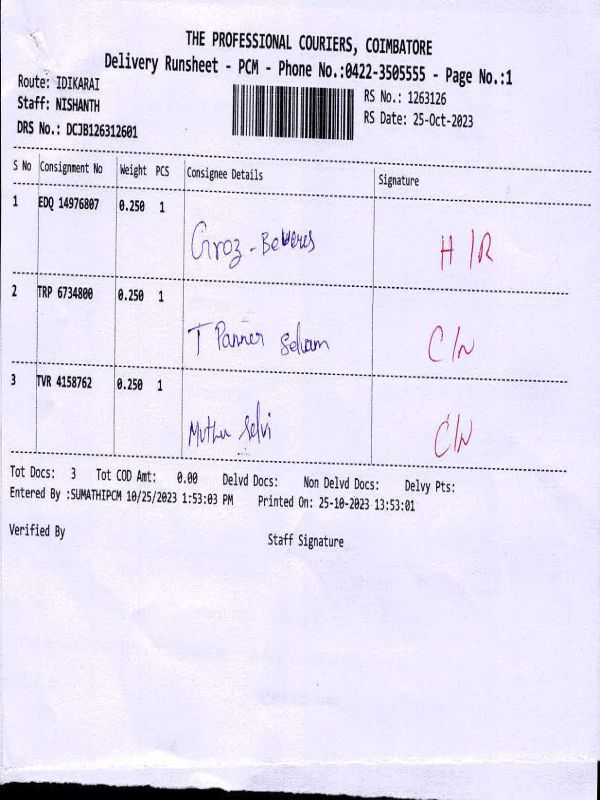 THE PROFESSIONAL COURIERS, COIMBATORE
Delivery Runsheet - PCM - Phone No.:0422-3505555 - Page No.:1
Route: IDIKARAI
RS No.: 1263126
Staff: NISHANTH
RS Date: 25-Oct-2023
DRS No.: DCJB126312601
S No Consignment No Weight PCS Consignee Details Signature
1 EDQ 14976807 0.250 1
Groz-Beckert H/R
2 TRP 6734800 0.250 1
T Panner Selvam C/N
3 TVR 4158762 0.250 1
Muthu Selvi C/N
Tot Docs: 3 Tot COD Amt: 0.00 Delvd Docs: Non Delvd Docs: Delvy Pts:
Entered By :SUMATHIPCM 10/25/2023 1:53:03 PM Printed On: 25-10-2023 13:53:01
Verified By Staff Signature